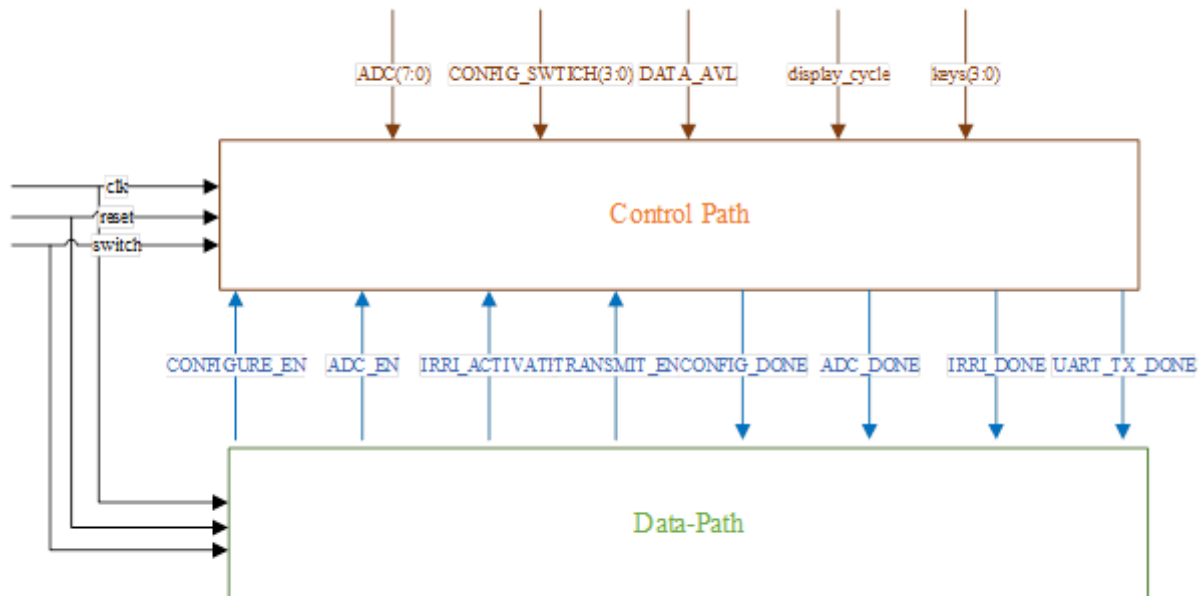 ADC(7:0) CONFIG_SWTICH(3:0) DATA_AVL display_cycle keys(3:0)
clk
reset
switch
Control Path
CONFIGURE_EN ADC_EN IRRI_ACTIVATI TRANSMIT_EN CONFIG_DONE ADC_DONE IRRI_DONE UART_TX_DONE
Data-Path